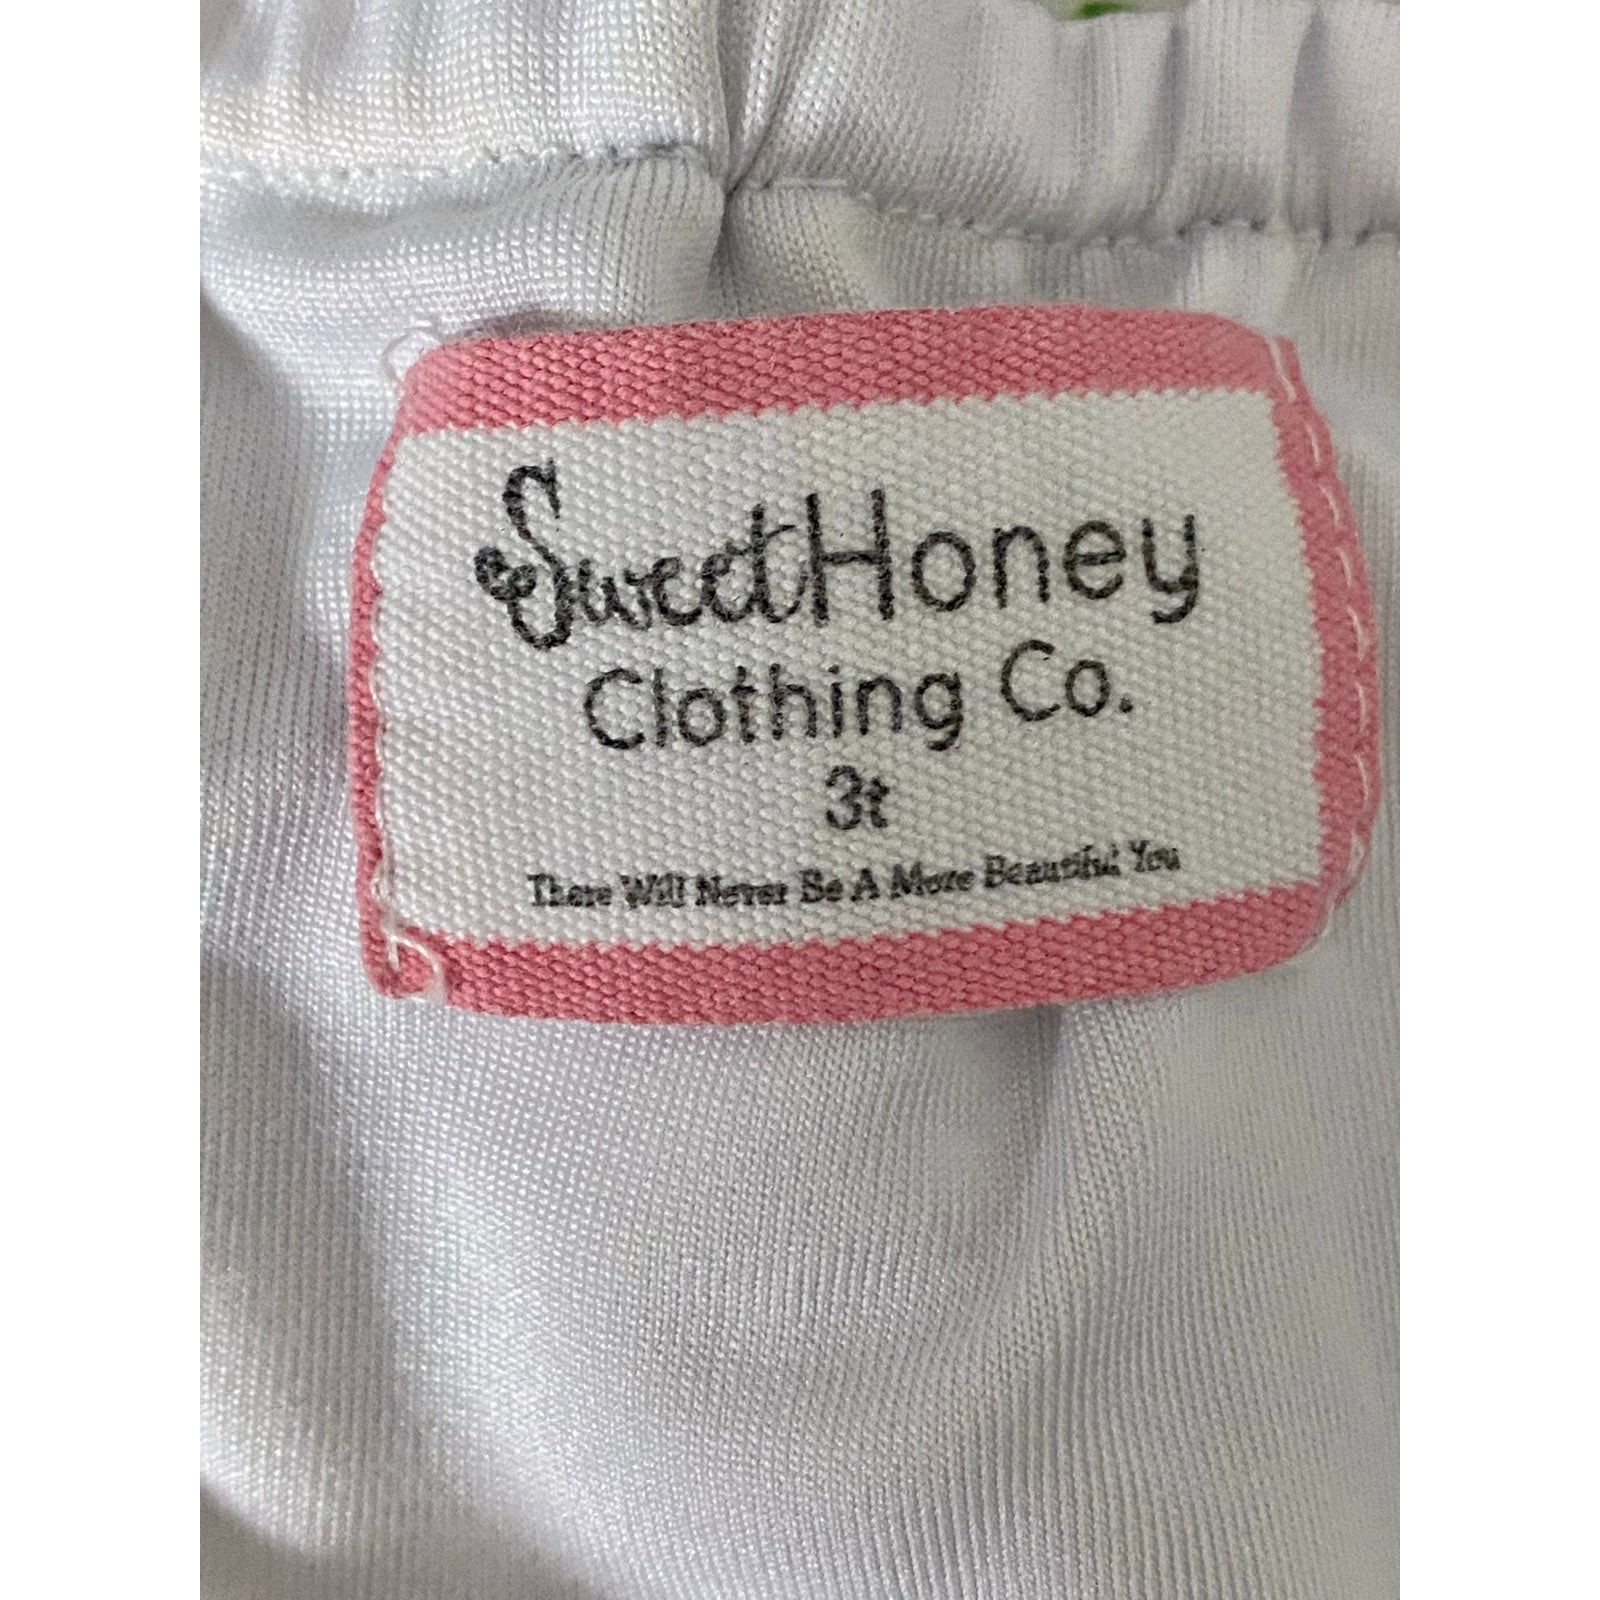 SweetHoney
Clothing Co.
3t
There Will Never Be A More Beautiful You